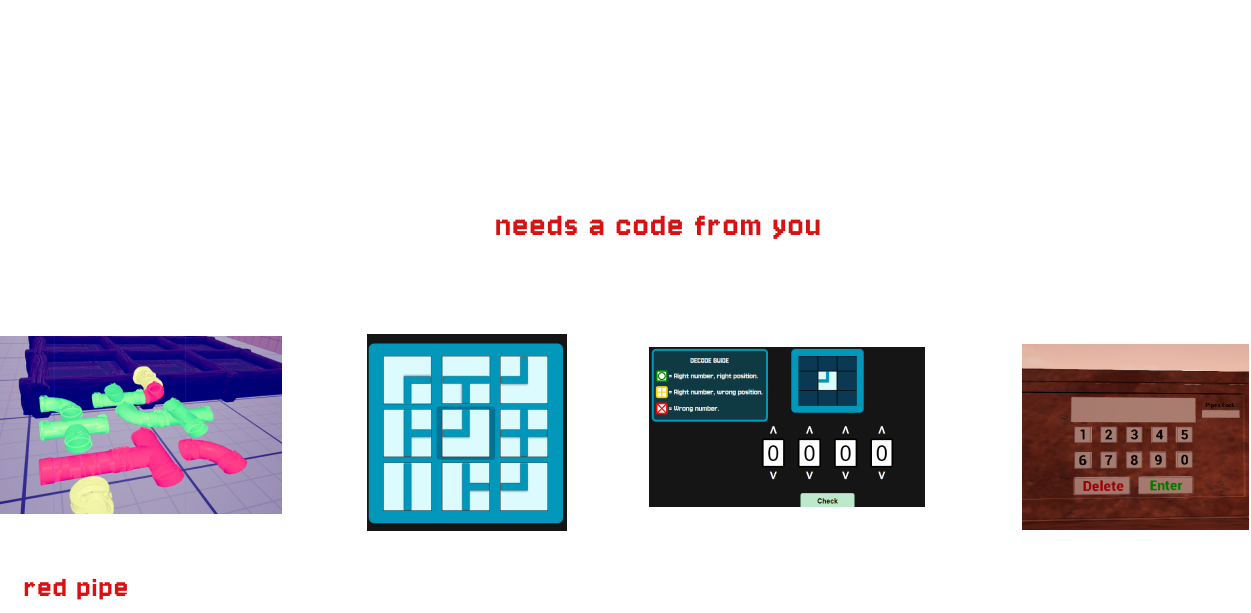 needs a code from you
DECODE GUIDE
= Right number, right position.
= Right number, wrong position.
= Wrong number.
0 0 0 0
Check
Pipes Lock
1 2 3 4 5
6 7 8 9 0
Delete Enter
red pipe